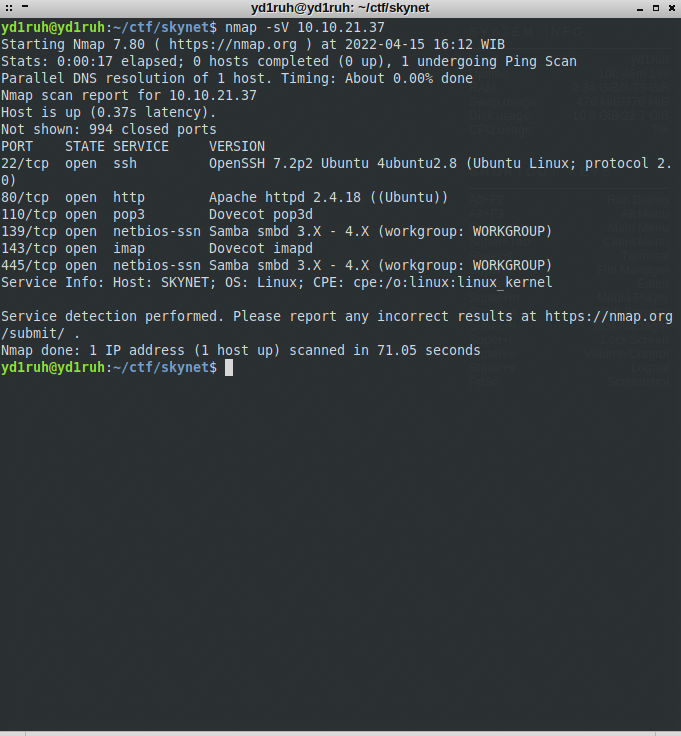 yd1ruh@yd1ruh: ~/ctf/skynet
yd1ruh@yd1ruh:~/ctf/skynet$ nmap -sV 10.10.21.37
Starting Nmap 7.80 ( https://nmap.org ) at 2022-04-15 16:12 WIB
Stats: 0:00:17 elapsed; 0 hosts completed (0 up), 1 undergoing Ping Scan
Parallel DNS resolution of 1 host. Timing: About 0.00% done
Nmap scan report for 10.10.21.37
Host is up (0.37s latency).
Not shown: 994 closed ports
PORT    STATE SERVICE     VERSION
22/tcp  open  ssh         OpenSSH 7.2p2 Ubuntu 4ubuntu2.8 (Ubuntu Linux; protocol 2.
0)
80/tcp  open  http        Apache httpd 2.4.18 ((Ubuntu))
110/tcp open  pop3        Dovecot pop3d
139/tcp open  netbios-ssn Samba smbd 3.X - 4.X (workgroup: WORKGROUP)
143/tcp open  imap        Dovecot imapd
445/tcp open  netbios-ssn Samba smbd 3.X - 4.X (workgroup: WORKGROUP)
Service Info: Host: SKYNET; OS: Linux; CPE: cpe:/o:linux:linux_kernel
Service detection performed. Please report any incorrect results at https://nmap.org
/submit/ .
Nmap done: 1 IP address (1 host up) scanned in 71.05 seconds
yd1ruh@yd1ruh:~/ctf/skynet$